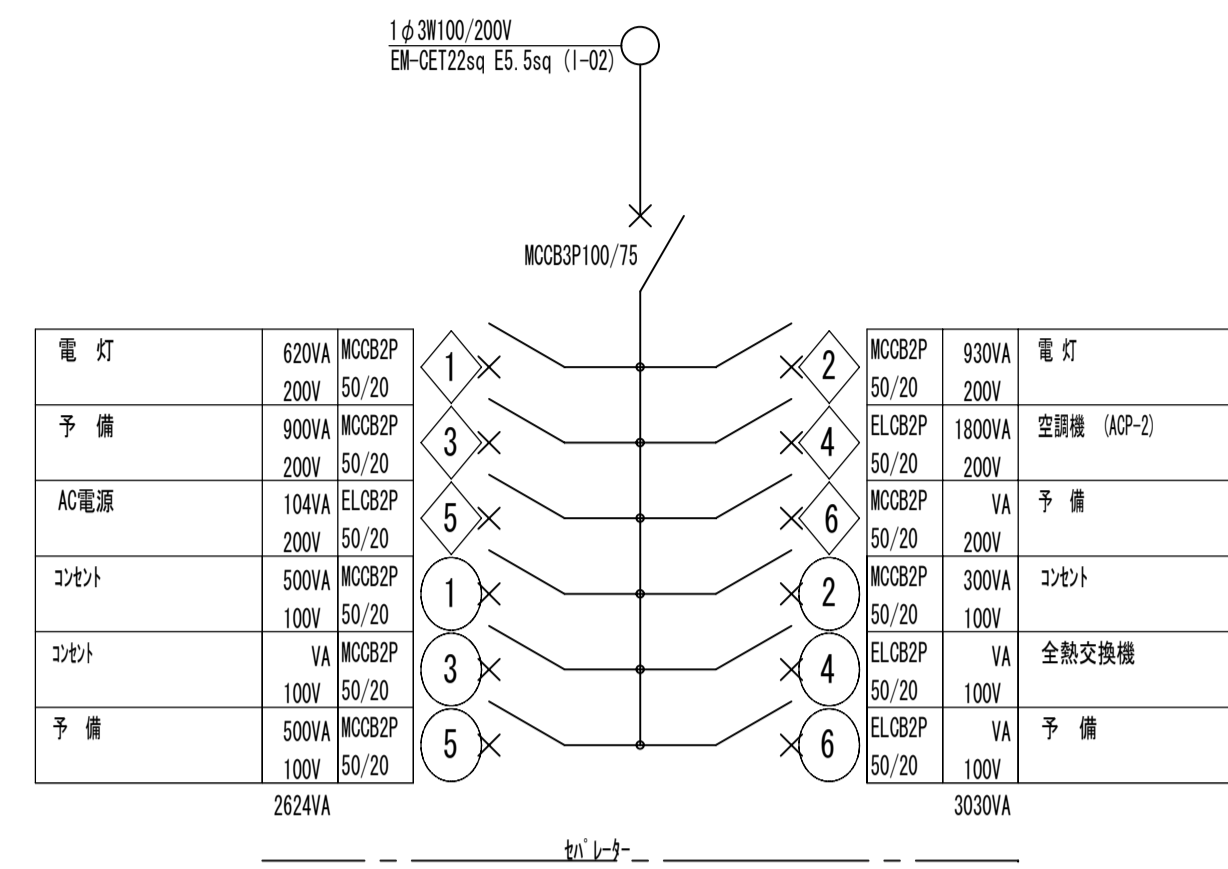 1φ3W100/200V
EM-CET22sq E5.5sq (I-02)
MCCB3P100/75
電 灯 620VA MCCB2P 1 2 MCCB2P 930VA 電 灯
200V 50/20 50/20 200V
予 備 900VA MCCB2P 3 4 ELCB2P 1800VA 空調機 (ACP-2)
200V 50/20 50/20 200V
AC電源 104VA ELCB2P 5 6 MCCB2P VA 予 備
200V 50/20 50/20 200V
コンセント 500VA MCCB2P 1 2 MCCB2P 300VA コンセント
100V 50/20 50/20 100V
コンセント VA MCCB2P 3 4 ELCB2P VA 全熱交換機
100V 50/20 50/20 100V
予 備 500VA MCCB2P 5 6 ELCB2P VA 予 備
100V 50/20 50/20 100V
2624VA 3030VA
セパレーター